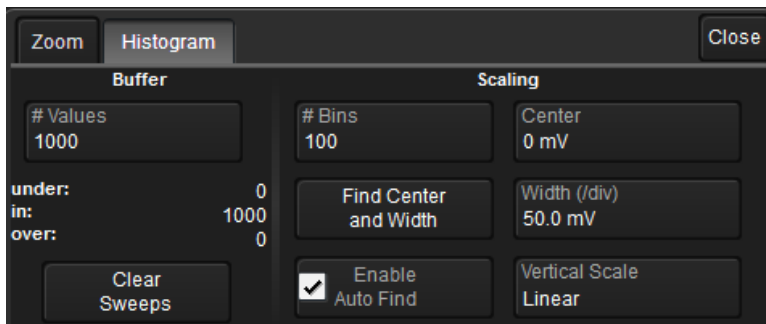 Zoom Histogram Close
Buffer Scaling
# Values # Bins Center
1000 100 0 mV
under: 0
in: 1000
over: 0
Find Center
and Width
Width (/div)
50.0 mV
Clear
Sweeps
Enable
Auto Find
Vertical Scale
Linear